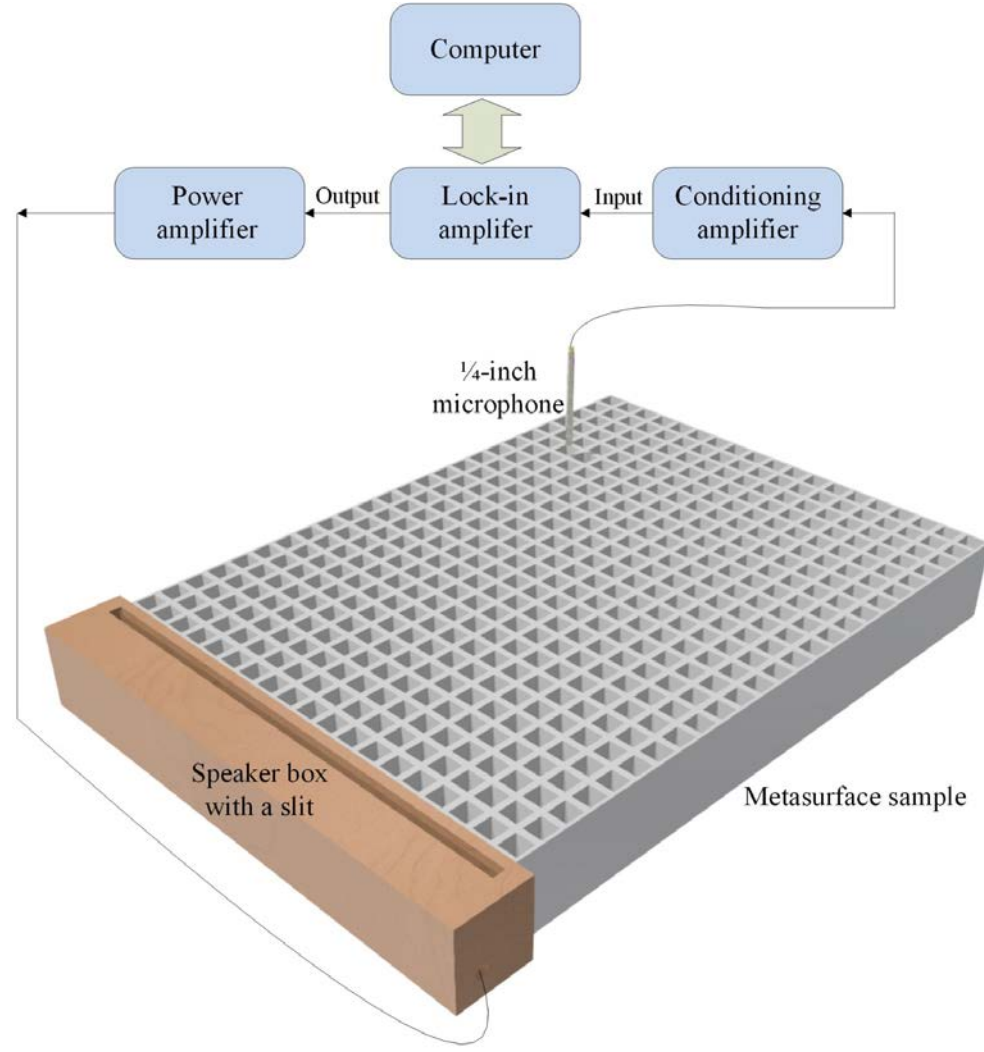 Computer
Power
amplifier
Output
Lock-in
amplifer
Input
Conditioning
amplifier
¼-inch
microphone
Speaker box
with a slit
Metasurface sample